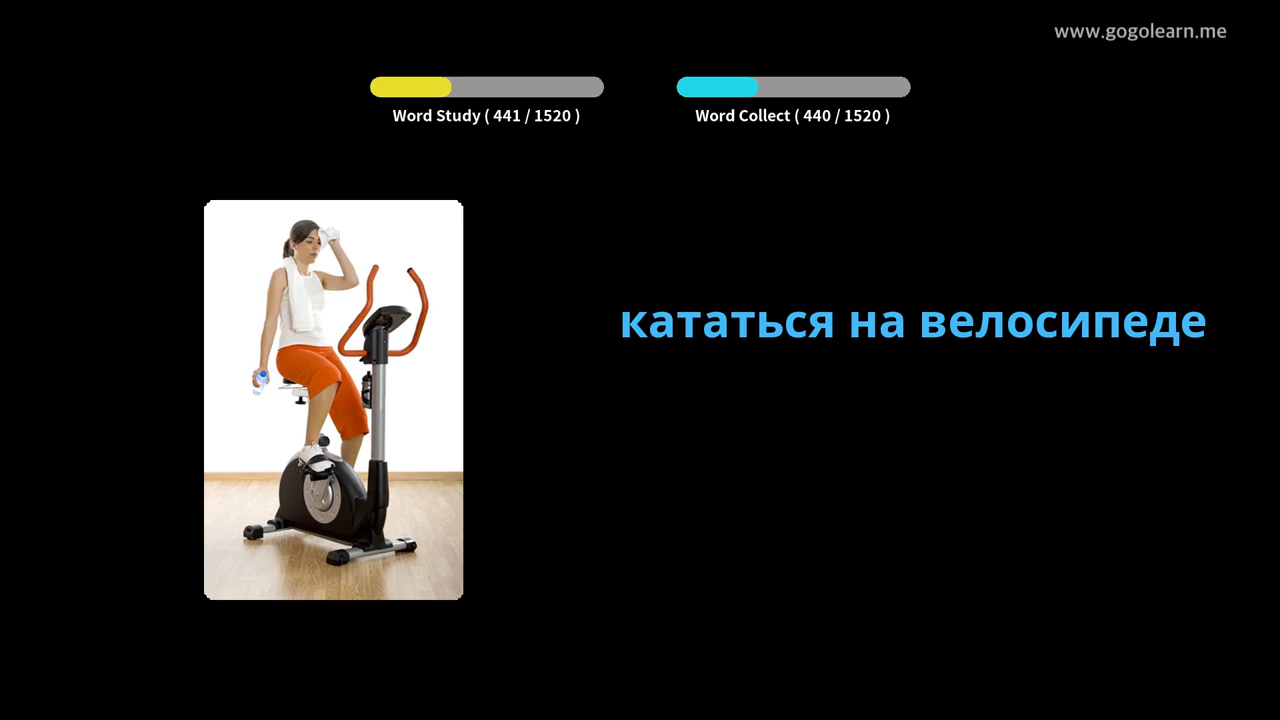 www.gogolearn.me
Word Study ( 441 / 1520 )
Word Collect ( 440 / 1520 )
кататься на велосипеде